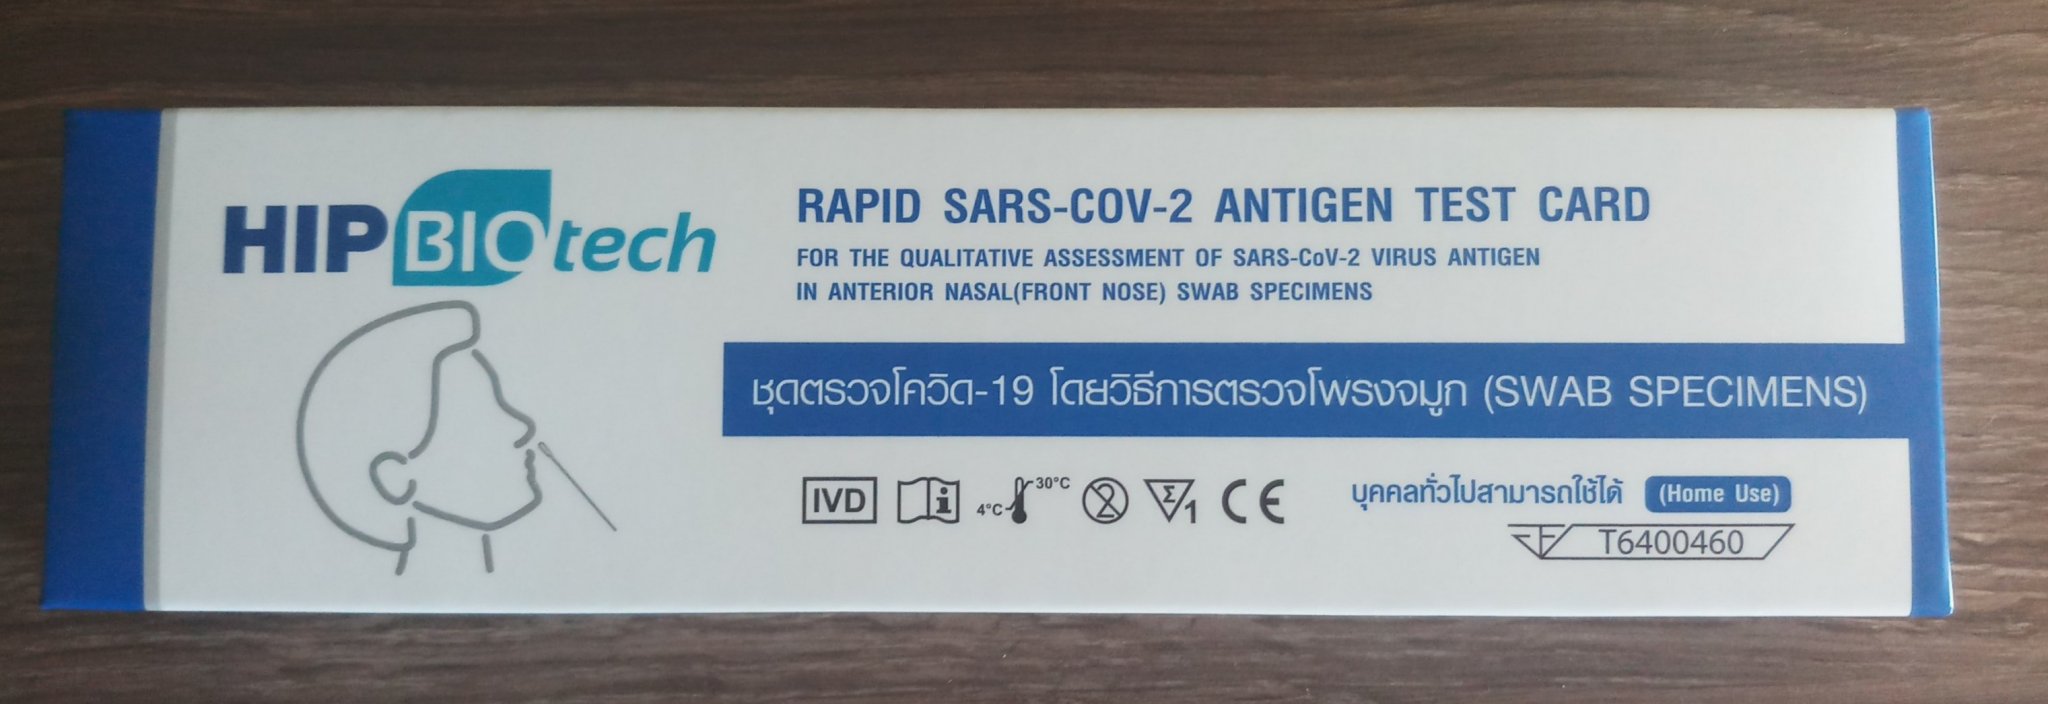 HIP BIOtech
RAPID SARS-COV-2 ANTIGEN TEST CARD
FOR THE QUALITATIVE ASSESSMENT OF SARS-CoV-2 VIRUS ANTIGEN
IN ANTERIOR NASAL(FRONT NOSE) SWAB SPECIMENS
ชุดตรวจโควิด-19 โดยวิธีการตรวจโพรงจมูก (SWAB SPECIMENS)
IVD i 4°C 30°C 2 Σ 1 CE
บุคคลทั่วไปสามารถใช้ได้ (Home Use)
T6400460